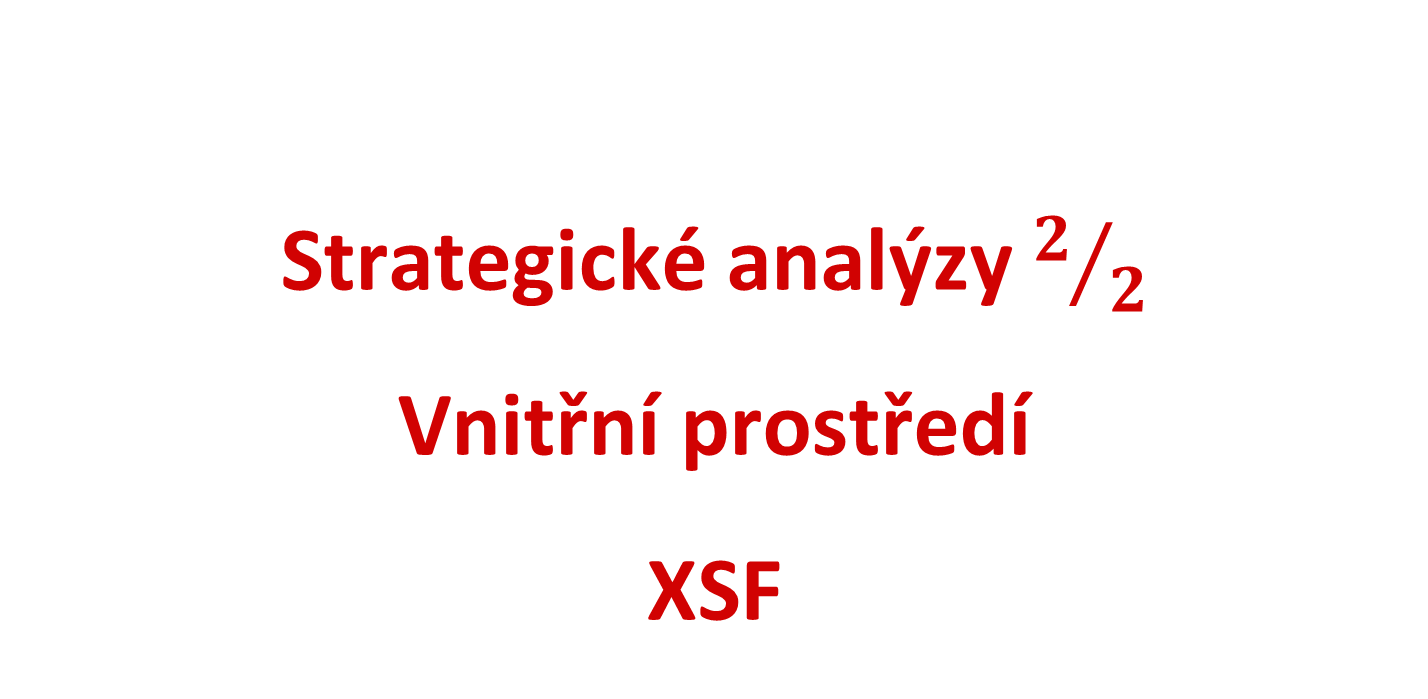 Strategické analýzy 2/2
Vnitřní prostředí
XSF